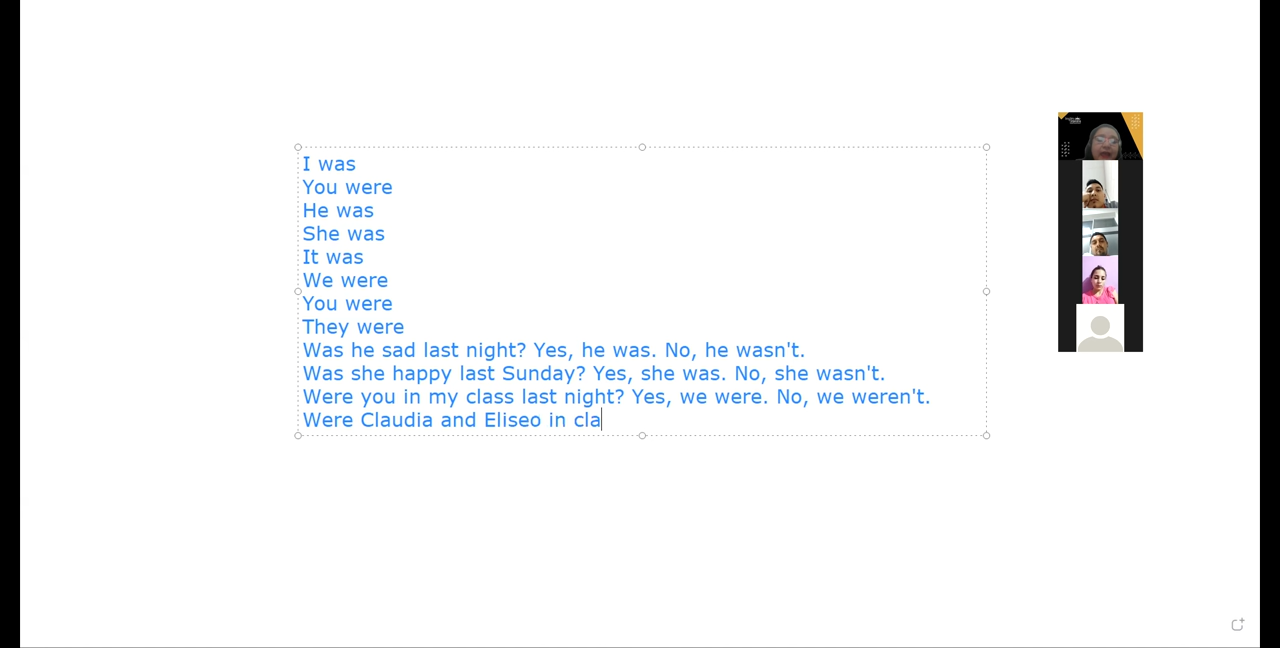 I was
You were
He was
She was
It was
We were
You were
They were
Was he sad last night? Yes, he was. No, he wasn't.
Was she happy last Sunday? Yes, she was. No, she wasn't.
Were you in my class last night? Yes, we were. No, we weren't.
Were Claudia and Eliseo in cla